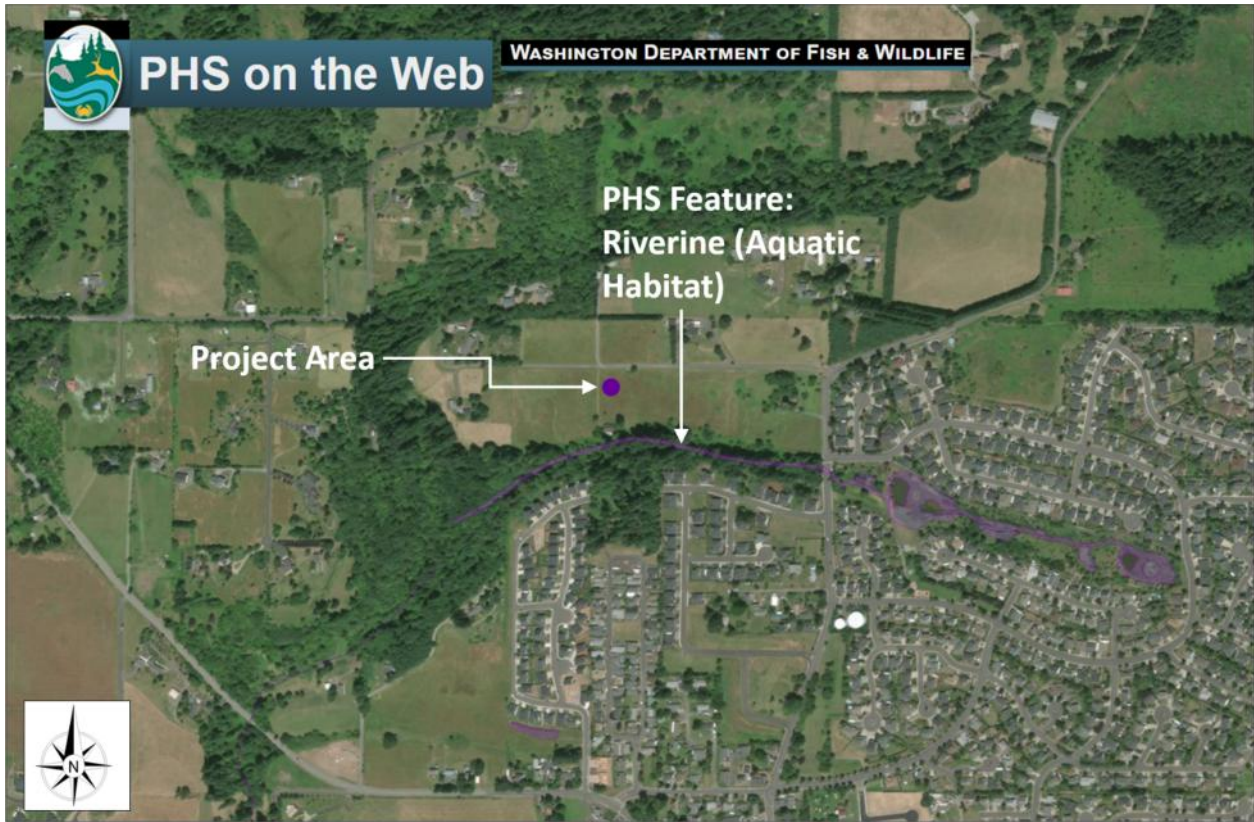 PHS on the Web
WASHINGTON DEPARTMENT OF FISH & WILDLIFE
PHS Feature:
Riverine (Aquatic
Habitat)
Project Area
N